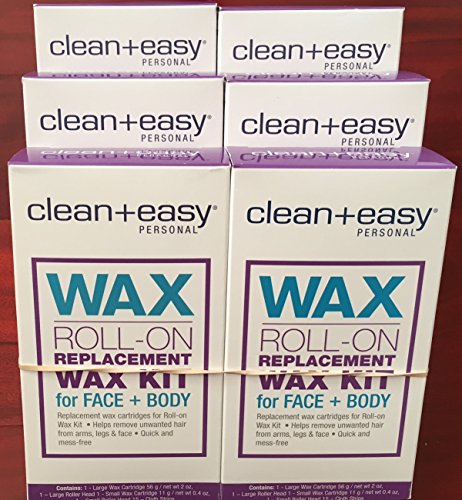 clean+easy®
PERSONAL
clean+easy®
PERSONAL
clean+easy®
PERSONAL
clean+easy®
PERSONAL
clean+easy®
PERSONAL
WAX
ROLL-ON
REPLACEMENT
WAX KIT
for FACE + BODY
Replacement wax cartridges for Roll-on
Wax Kit • Helps remove unwanted hair
from arms, legs & face • Quick and
mess-free
Contains: 1 - Large Wax Cartridge 56 g / net wt 2 oz,
1 - Large Roller Head 1 - Small Wax Cartridge 11 g / net wt 0.4 oz,
clean+easy®
PERSONAL
WAX
ROLL-ON
REPLACEMENT
WAX KIT
for FACE + BODY
Replacement wax cartridges for Roll-on
Wax Kit • Helps remove unwanted hair
from arms, legs & face • Quick and
mess-free
Contains: 1 - Large Wax Cartridge 56 g / net wt 2 oz,
1 - Large Roller Head 1 - Small Wax Cartridge 11 g / net wt 0.4 oz,